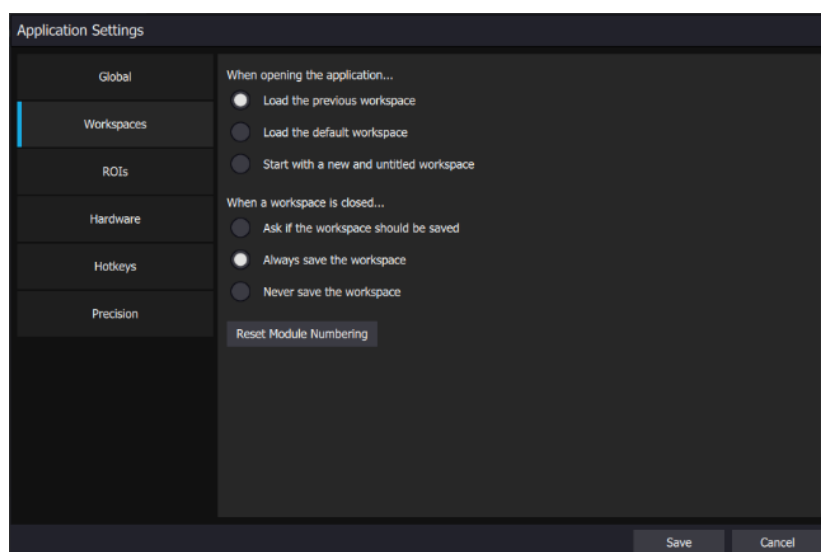 Application Settings
Global
Workspaces
ROIs
Hardware
Hotkeys
Precision
When opening the application...
Load the previous workspace
Load the default workspace
Start with a new and untitled workspace
When a workspace is closed...
Ask if the workspace should be saved
Always save the workspace
Never save the workspace
Reset Module Numbering
Save
Cancel